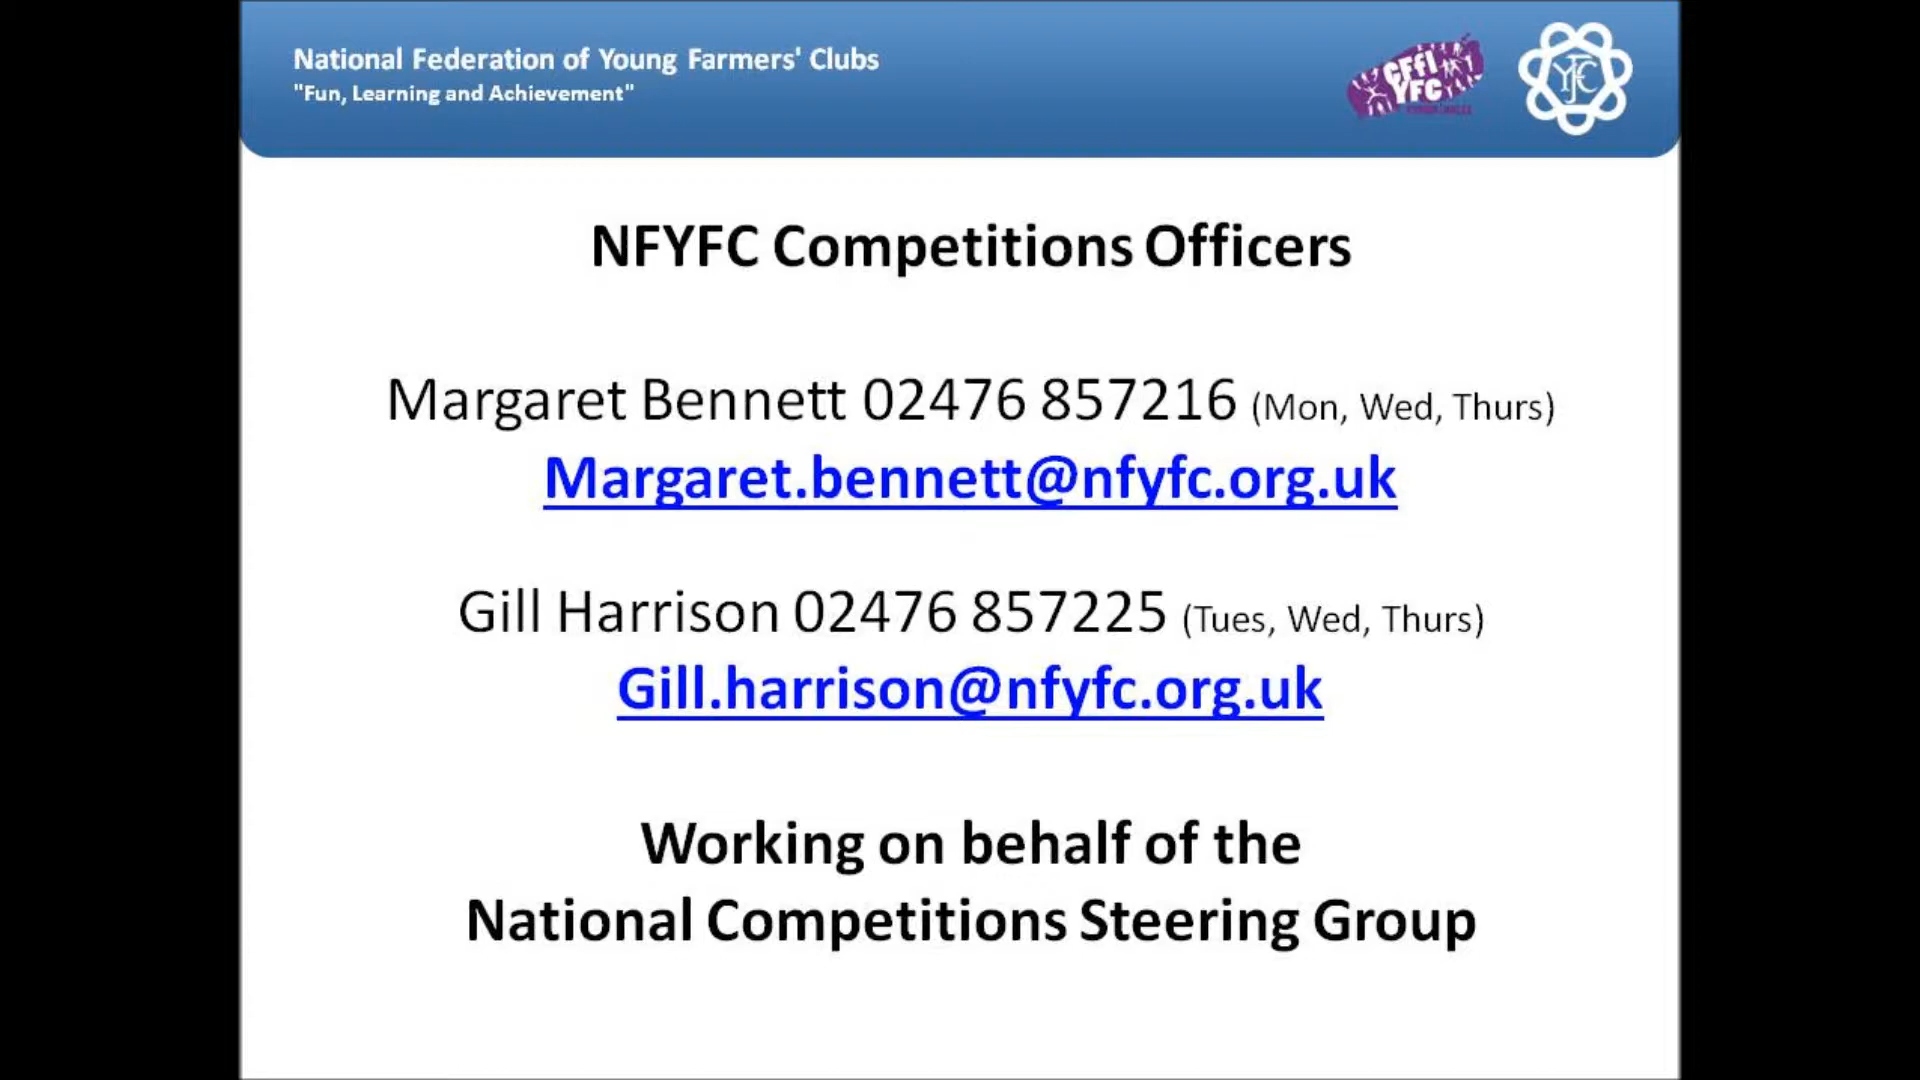 National Federation of Young Farmers' Clubs
"Fun, Learning and Achievement"
CFfI
YFC
YFC
NFYFC Competitions Officers
Margaret Bennett 02476 857216 (Mon, Wed, Thurs)
Margaret.bennett@nfyfc.org.uk
Gill Harrison 02476 857225 (Tues, Wed, Thurs)
Gill.harrison@nfyfc.org.uk
Working on behalf of the
National Competitions Steering Group